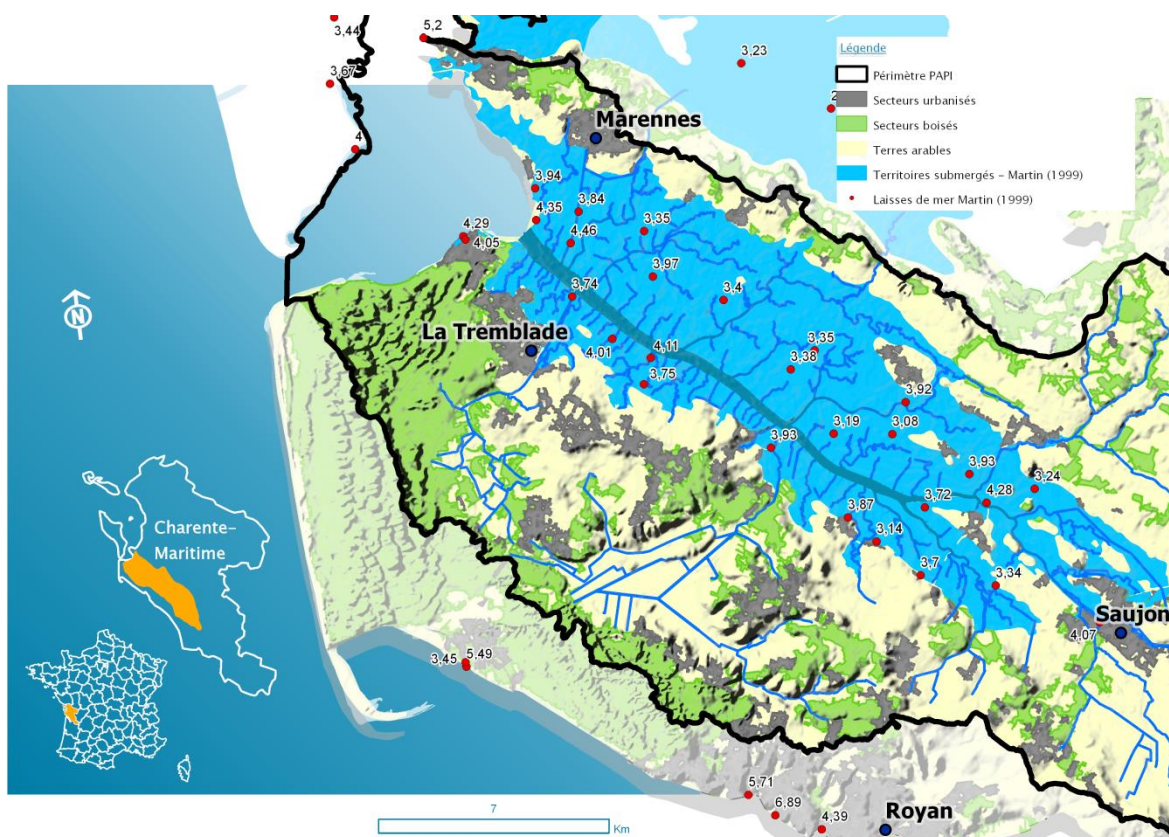 3,44
5,2
3,23
3,67
2
4
Légende
Périmètre PAPI
Secteurs urbanisés
Secteurs boisés
Terres arables
Territoires submergés – Martin (1999)
Laisses de mer Martin (1999)
Marennes
3,94
3,84
4,35
3,35
4,29
4,05
4,46
3,97
3,74
3,4
N
La Tremblade
4,01
4,11
3,35
3,38
3,75
3,92
3,19
3,08
3,93
3,93
3,24
3,87
3,72
4,28
3,14
3,7
3,34
Charente-
Maritime
Saujon
4,07
3,45
5,49
5,71
6,89
4,39
Royan
7
Km